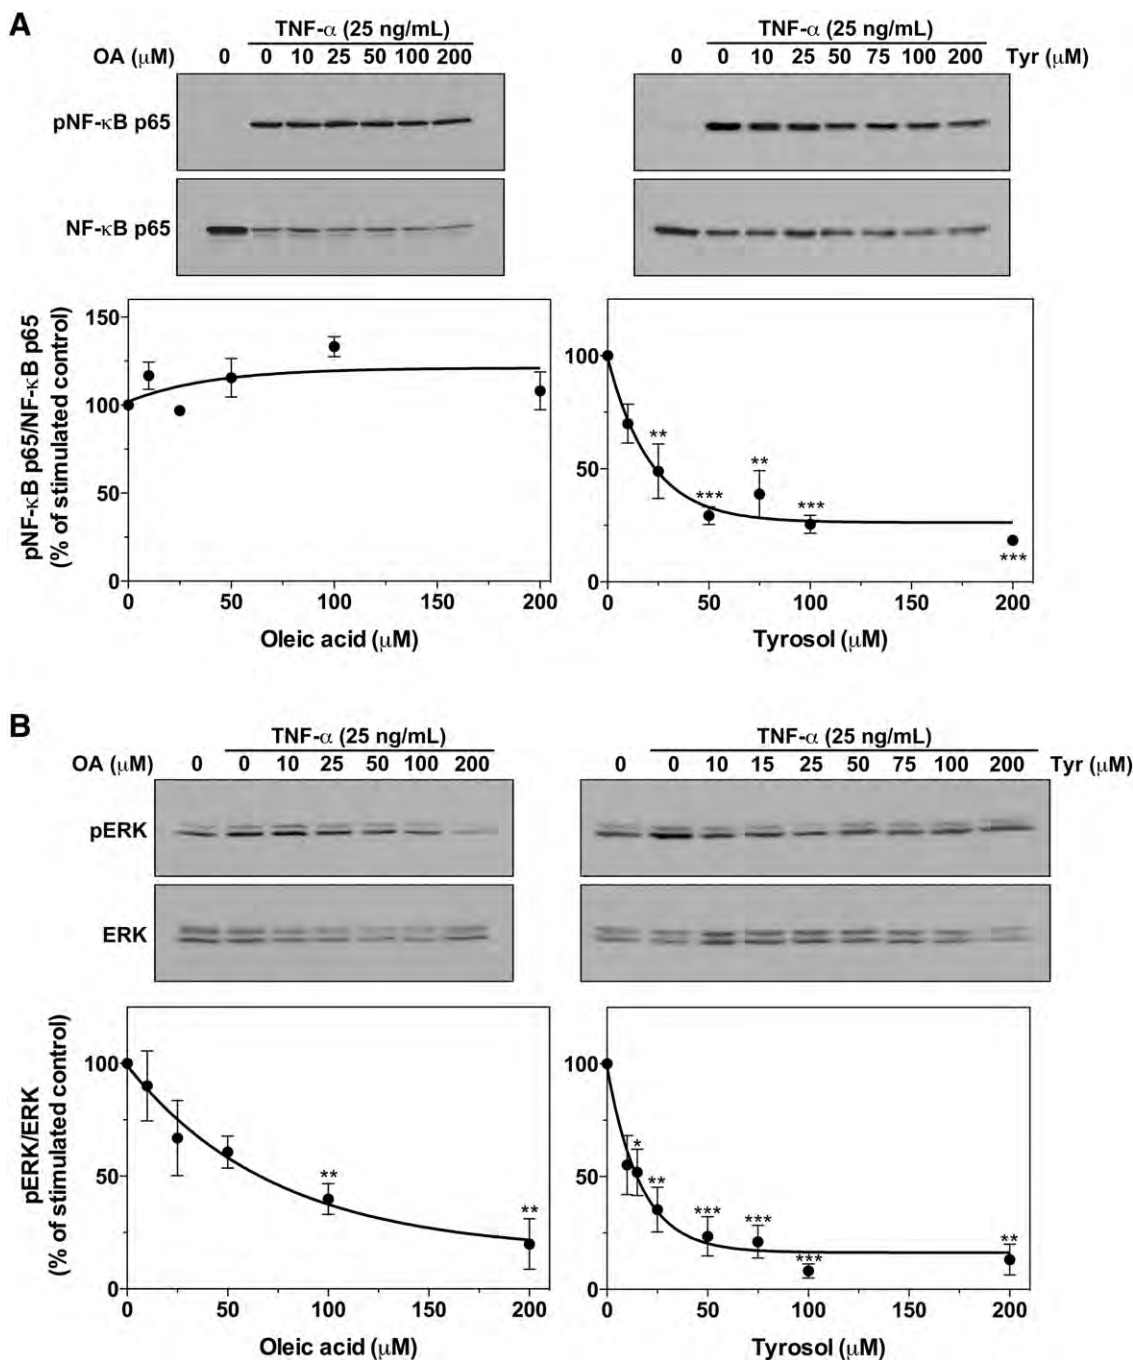 A
TNF-α (25 ng/mL)
OA (μM) 0 0 10 25 50 100 200
TNF-α (25 ng/mL)
0 0 10 25 50 75 100 200 Tyr (μM)
pNF-κB p65
NF-κB p65
pNF-κB p65/NF-κB p65
(% of stimulated control)
150
100
50
0
0 50 100 150 200
Oleic acid (μM)
100
50
0
**
***
**
***
***
0 50 100 150 200
Tyrosol (μM)
B
TNF-α (25 ng/mL)
OA (μM) 0 0 10 25 50 100 200
TNF-α (25 ng/mL)
0 0 10 15 25 50 75 100 200 Tyr (μM)
pERK
ERK
pERK/ERK
(% of stimulated control)
100
50
0
**
**
0 50 100 150 200
Oleic acid (μM)
100
50
0
*
**
***
***
***
**
0 50 100 150 200
Tyrosol (μM)